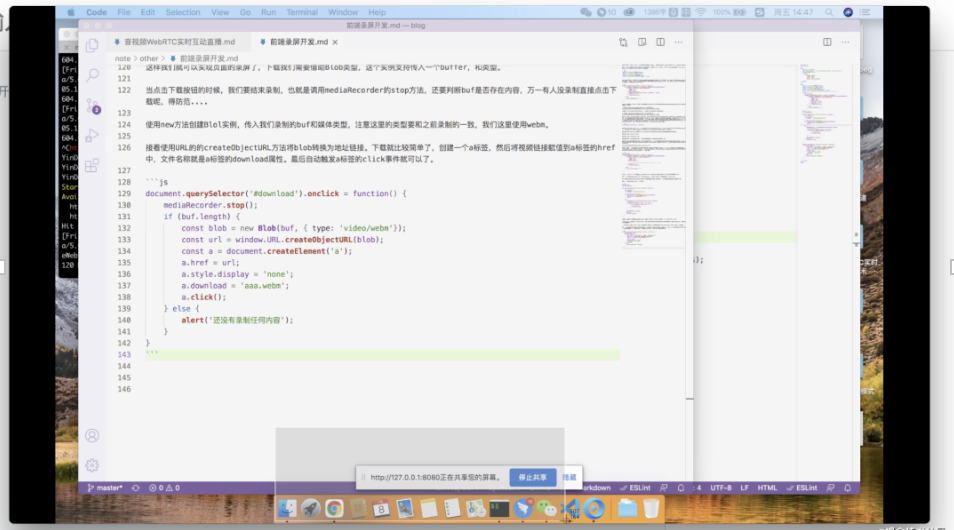 Code File Edit Selection View Go Run Terminal Window Help
100%
周五 14:47
前端录屏开发.md — blog
音视频WebRTC实时互动直播.md
前端录屏开发.md ×
note > other > 前端录屏开发.md
120 这样我们就可以实现页面的录屏了，下载我们需要借助Blob类型，这个实例支持传入一个buffer，和类型。
121
122 当点击下载按钮的时候，我们要结束录制，也就是调用mediaRecorder的stop方法，还要判断buf是否存在内容，万一有人没录制直接点击下
载呢，得防范....
123
124 使用new方法创建Blol实例，传入我们录制的buf和媒体类型，注意这里的类型要和之前录制的一致，我们这里使用webm。
125
126 接着使用URL的的createObjectURL方法将blob转换为地址链接，下载就比较简单了，创建一个a标签，然后将视频链接赋值到a标签的href
中，文件名称就是a标签的download属性。最后自动触发a标签的click事件就可以了。
127
128 ```js
129 document.querySelector('#download').onclick = function() {
130 mediaRecorder.stop();
131 if (buf.length) {
132 const blob = new Blob(buf, { type: 'video/webm'});
133 const url = window.URL.createObjectURL(blob);
134 const a = document.createElement('a');
135 a.href = url;
136 a.style.display = 'none';
137 a.download = 'aaa.webm';
138 a.click();
139 } else {
140 alert('还没有录制任何内容');
141 }
142 }
143 ```
144
145
146
http://127.0.0.1:8080正在共享您的屏幕。 停止共享 隐藏
master* 0 0 UTF-8 LF HTML ESLint